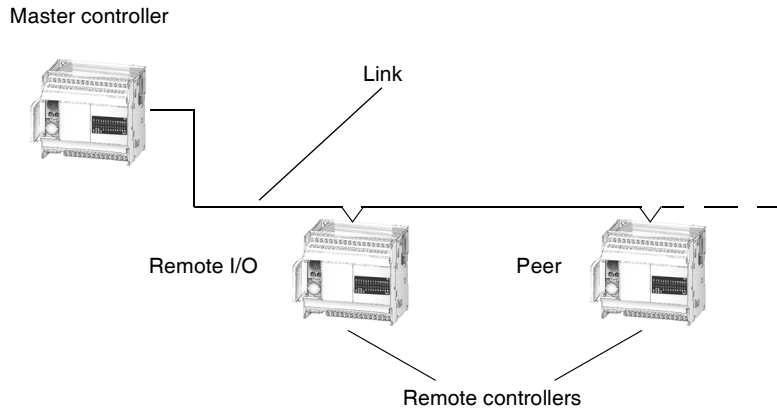 Master controller
Link
Remote I/O
Peer
Remote controllers